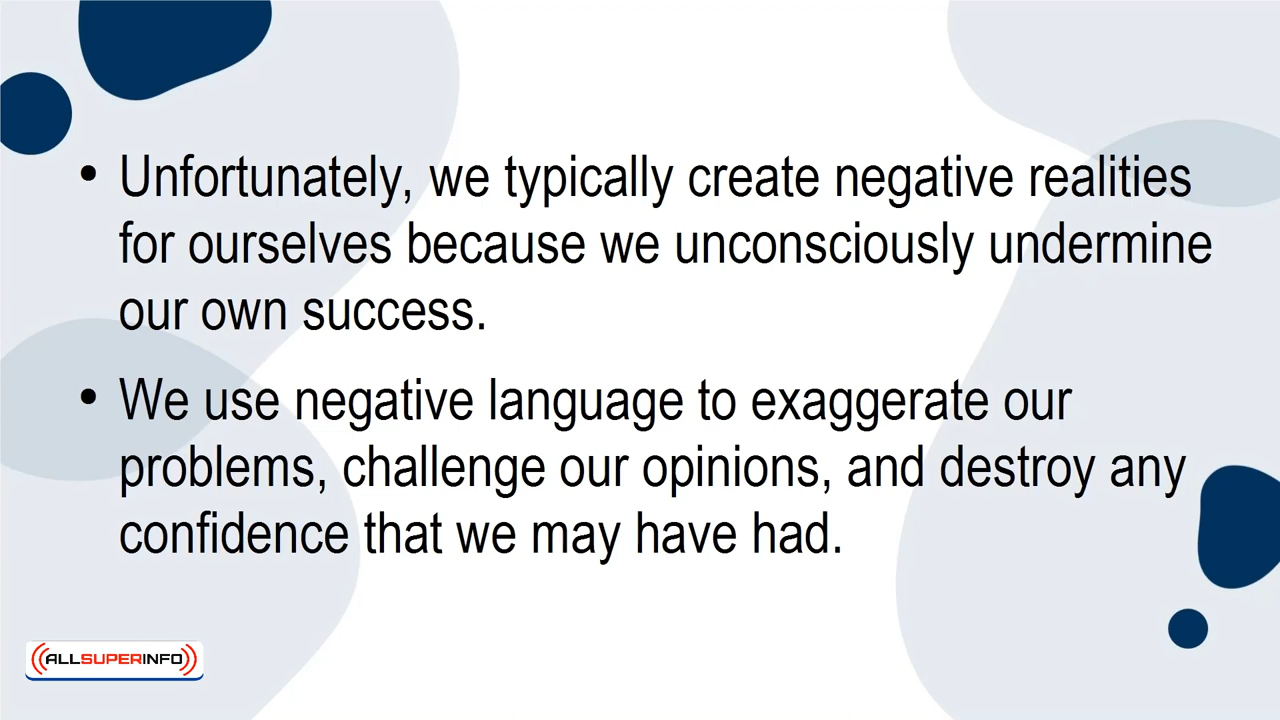 • Unfortunately, we typically create negative realities
for ourselves because we unconsciously undermine
our own success.
• We use negative language to exaggerate our
problems, challenge our opinions, and destroy any
confidence that we may have had.
ALLSUPERINFO